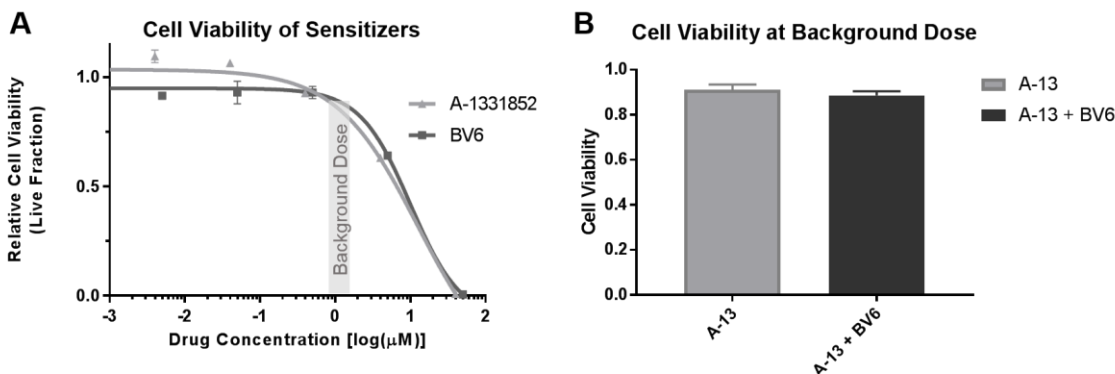 A
Cell Viability of Sensitizers
Relative Cell Viability
(Live Fraction)
1.0
0.5
0.0
-3
-2
-1
0
1
2
Drug Concentration [log(μM)]
Background Dose
A-1331852
BV6
B
Cell Viability at Background Dose
Cell Viability
1.0
0.8
0.6
0.4
0.2
0.0
A-13
A-13 + BV6
A-13
A-13 + BV6